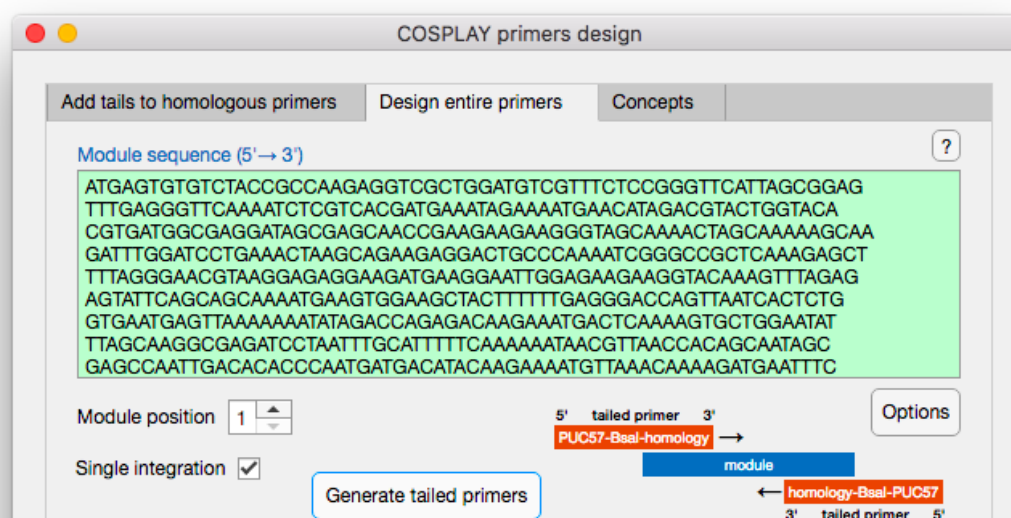 COSPLAY primers design
Add tails to homologous primers
Design entire primers
Concepts
Module sequence (5'→ 3')
?
ATGAGTGTGTCTACCGCCAAGAGGTCGCTGGATGTCGTTTCTCCGGGTTCATTAGCGGAG
TTTGAGGGTTCAAAATCTCGTCACGATGAAATAGAAAATGAACATAGACGTACTGGTACA
CGTGATGGCGAGGATAGCGAGCAACCGAAGAAGAAGGGTAGCAAAACTAGCAAAAAGCAA
GATTTGGATCCTGAAACTAAGCAGAAGAGGACTGCCCAAAATCGGGCCGCTCAAAGAGCT
TTTAGGGAACGTAAGGAGAGGAAGATGAAGGAATTGGAGAAGAAGGTACAAAGTTTAGAG
AGTATTCAGCAGCAAAATGAAGTGGAAGCTACTTTTTTGAGGGACCAGTTAATCACTCTG
GTGAATGAGTTAAAAAAATATAGACCAGAGACAAGAAATGACTCAAAAGTGCTGGAATAT
TTAGCAAGGCGAGATCCTAATTTGCATTTTTCAAAAAATAACGTTAACCACAGCAATAGC
GAGCCAATTGACACACCCAATGATGACATACAAGAAAATGTTAAACAAAAGATGAATTTC
Module position 1
5' tailed primer 3'
Options
PUC57-BsaI-homology →
Single integration
module
Generate tailed primers
← homology-BsaI-PUC57
3' tailed primer 5'